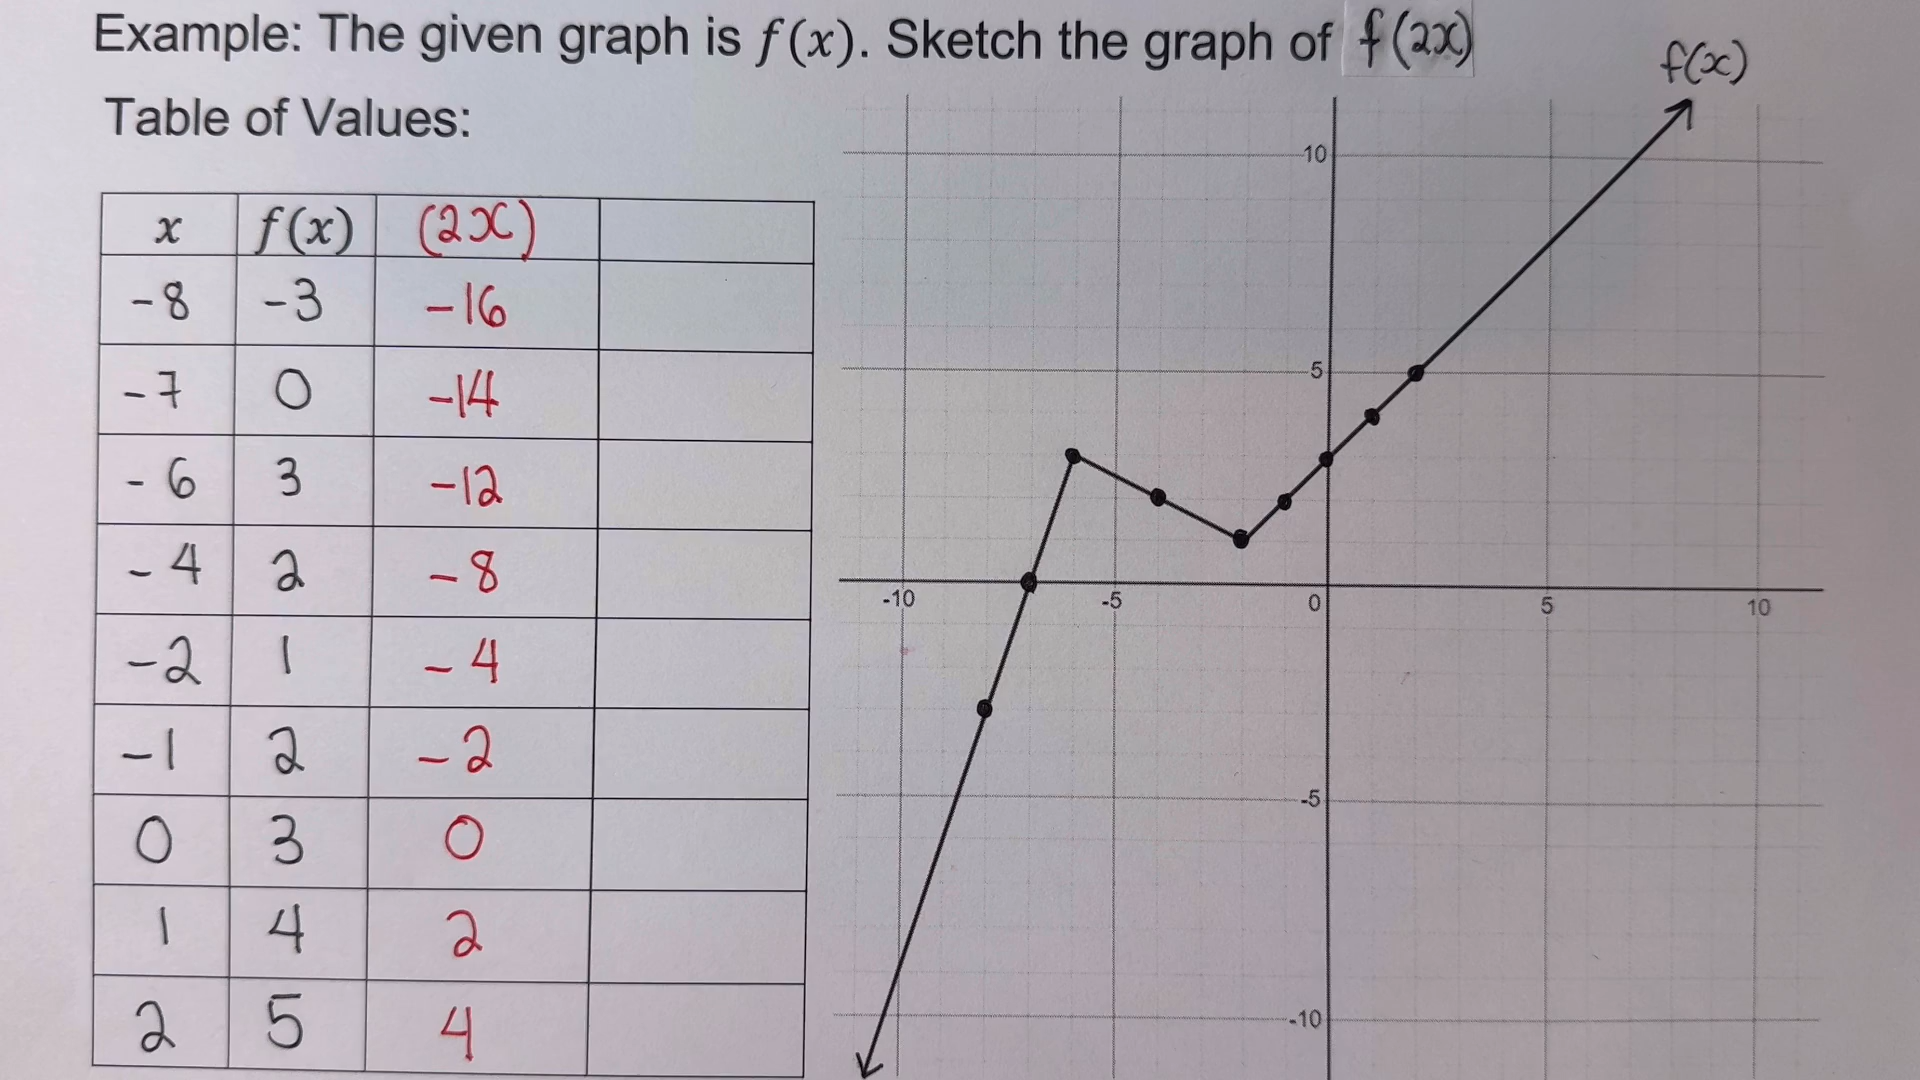 Example: The given graph is f(x). Sketch the graph of f(2x)
f(x)
Table of Values:
x f(x) (2x)
-8 -3 -16
-7 0 -14
-6 3 -12
-4 2 -8
-2 1 -4
-1 2 -2
0 3 0
1 4 2
2 5 4
10
5
-10 -5 0 5 10
-5
-10